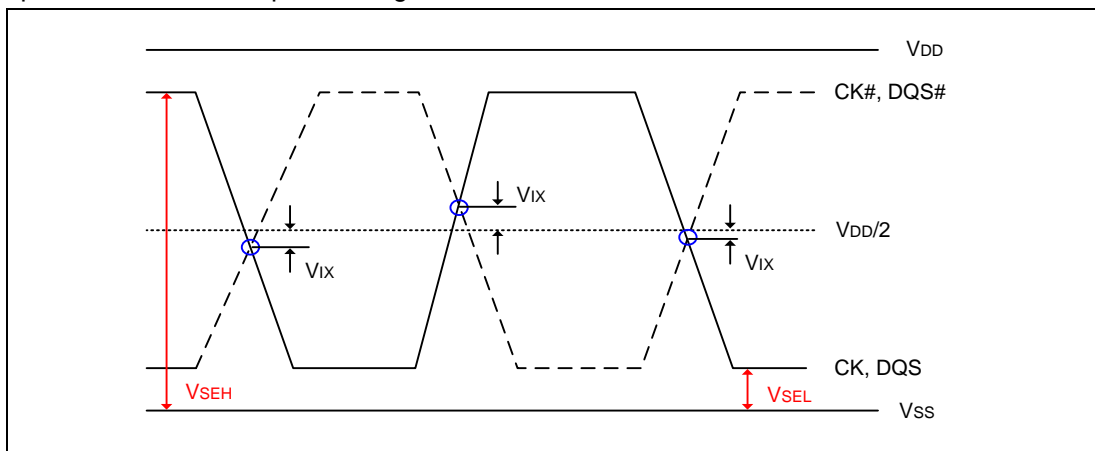 VDD
CK#, DQS#
VIX
VDD/2
VIX
VIX
CK, DQS
VSEH
VSEL
VSS